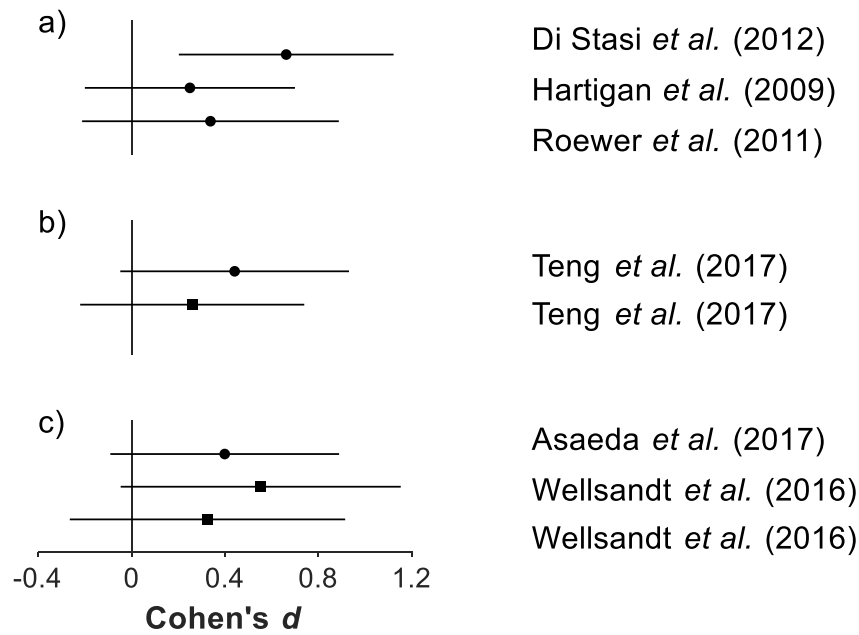 a)
Di Stasi et al. (2012)
Hartigan et al. (2009)
Roewer et al. (2011)
b)
Teng et al. (2017)
Teng et al. (2017)
c)
Asaeda et al. (2017)
Wellsandt et al. (2016)
Wellsandt et al. (2016)
-0.4 0 0.4 0.8 1.2
Cohen's d